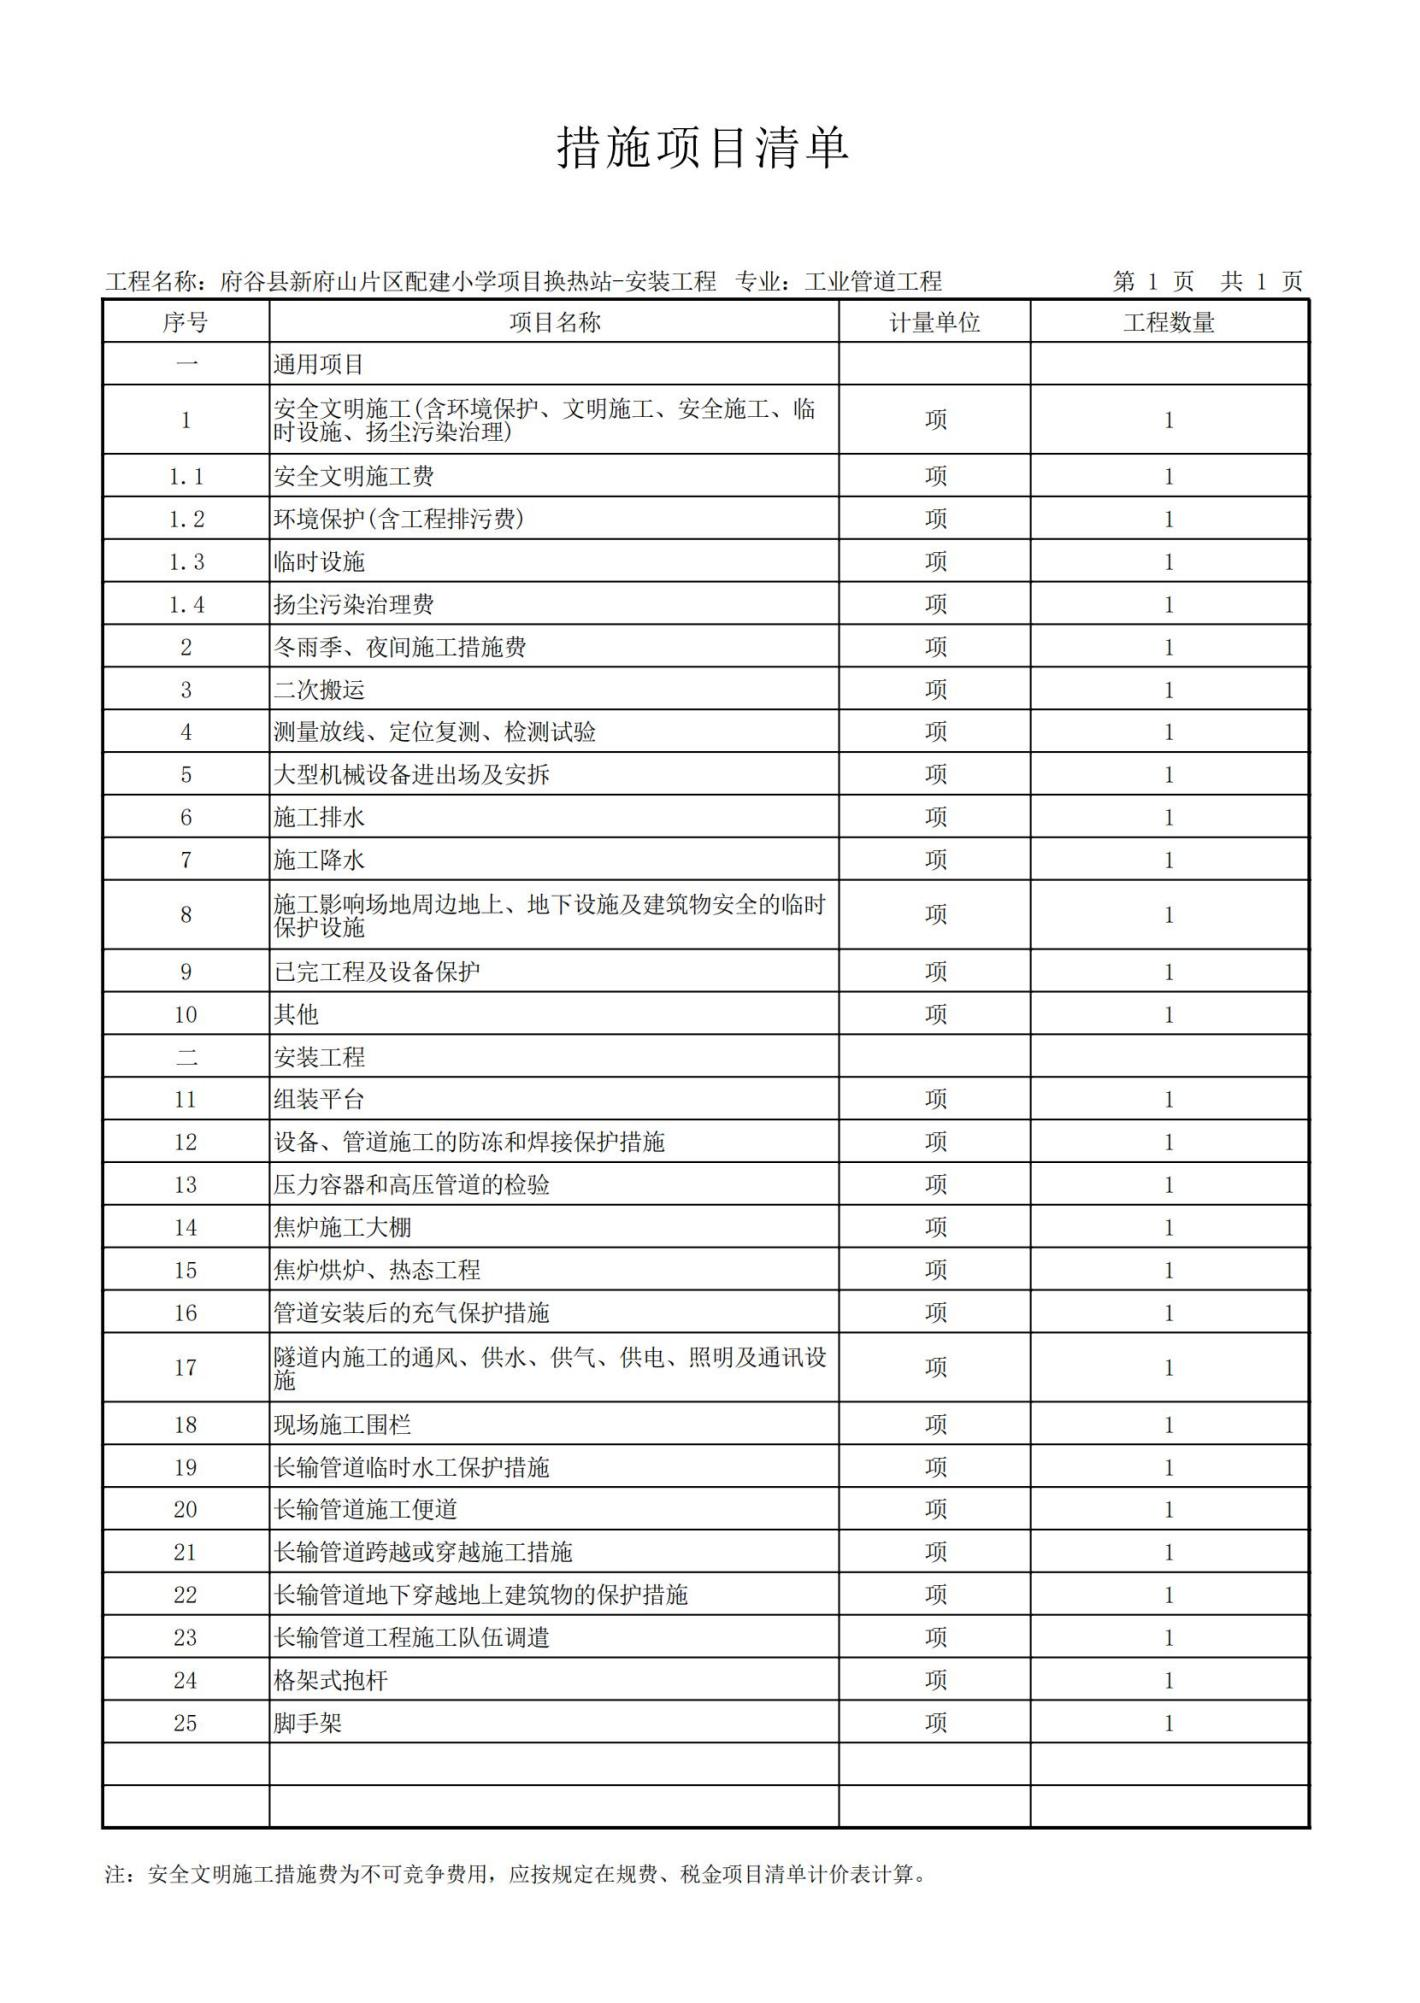 措施项目清单
工程名称：府谷县新府山片区配建小学项目换热站-安装工程 专业：工业管道工程 第 1 页 共 1 页
序号 项目名称 计量单位 工程数量
一 通用项目
1 安全文明施工(含环境保护、文明施工、安全施工、临
时设施、扬尘污染治理) 项 1
1.1 安全文明施工费 项 1
1.2 环境保护(含工程排污费) 项 1
1.3 临时设施 项 1
1.4 扬尘污染治理费 项 1
2 冬雨季、夜间施工措施费 项 1
3 二次搬运 项 1
4 测量放线、定位复测、检测试验 项 1
5 大型机械设备进出场及安拆 项 1
6 施工排水 项 1
7 施工降水 项 1
8 施工影响场地周边地上、地下设施及建筑物安全的临时
保护设施 项 1
9 已完工程及设备保护 项 1
10 其他 项 1
二 安装工程
11 组装平台 项 1
12 设备、管道施工的防冻和焊接保护措施 项 1
13 压力容器和高压管道的检验 项 1
14 焦炉施工大棚 项 1
15 焦炉烘炉、热态工程 项 1
16 管道安装后的充气保护措施 项 1
17 隧道内施工的通风、供水、供气、供电、照明及通讯设
施 项 1
18 现场施工围栏 项 1
19 长输管道临时水工保护措施 项 1
20 长输管道施工便道 项 1
21 长输管道跨越或穿越施工措施 项 1
22 长输管道地下穿越地上建筑物的保护措施 项 1
23 长输管道工程施工队伍调遣 项 1
24 格架式抱杆 项 1
25 脚手架 项 1
注：安全文明施工措施费为不可竞争费用，应按规定在规费、税金项目清单计价表计算。